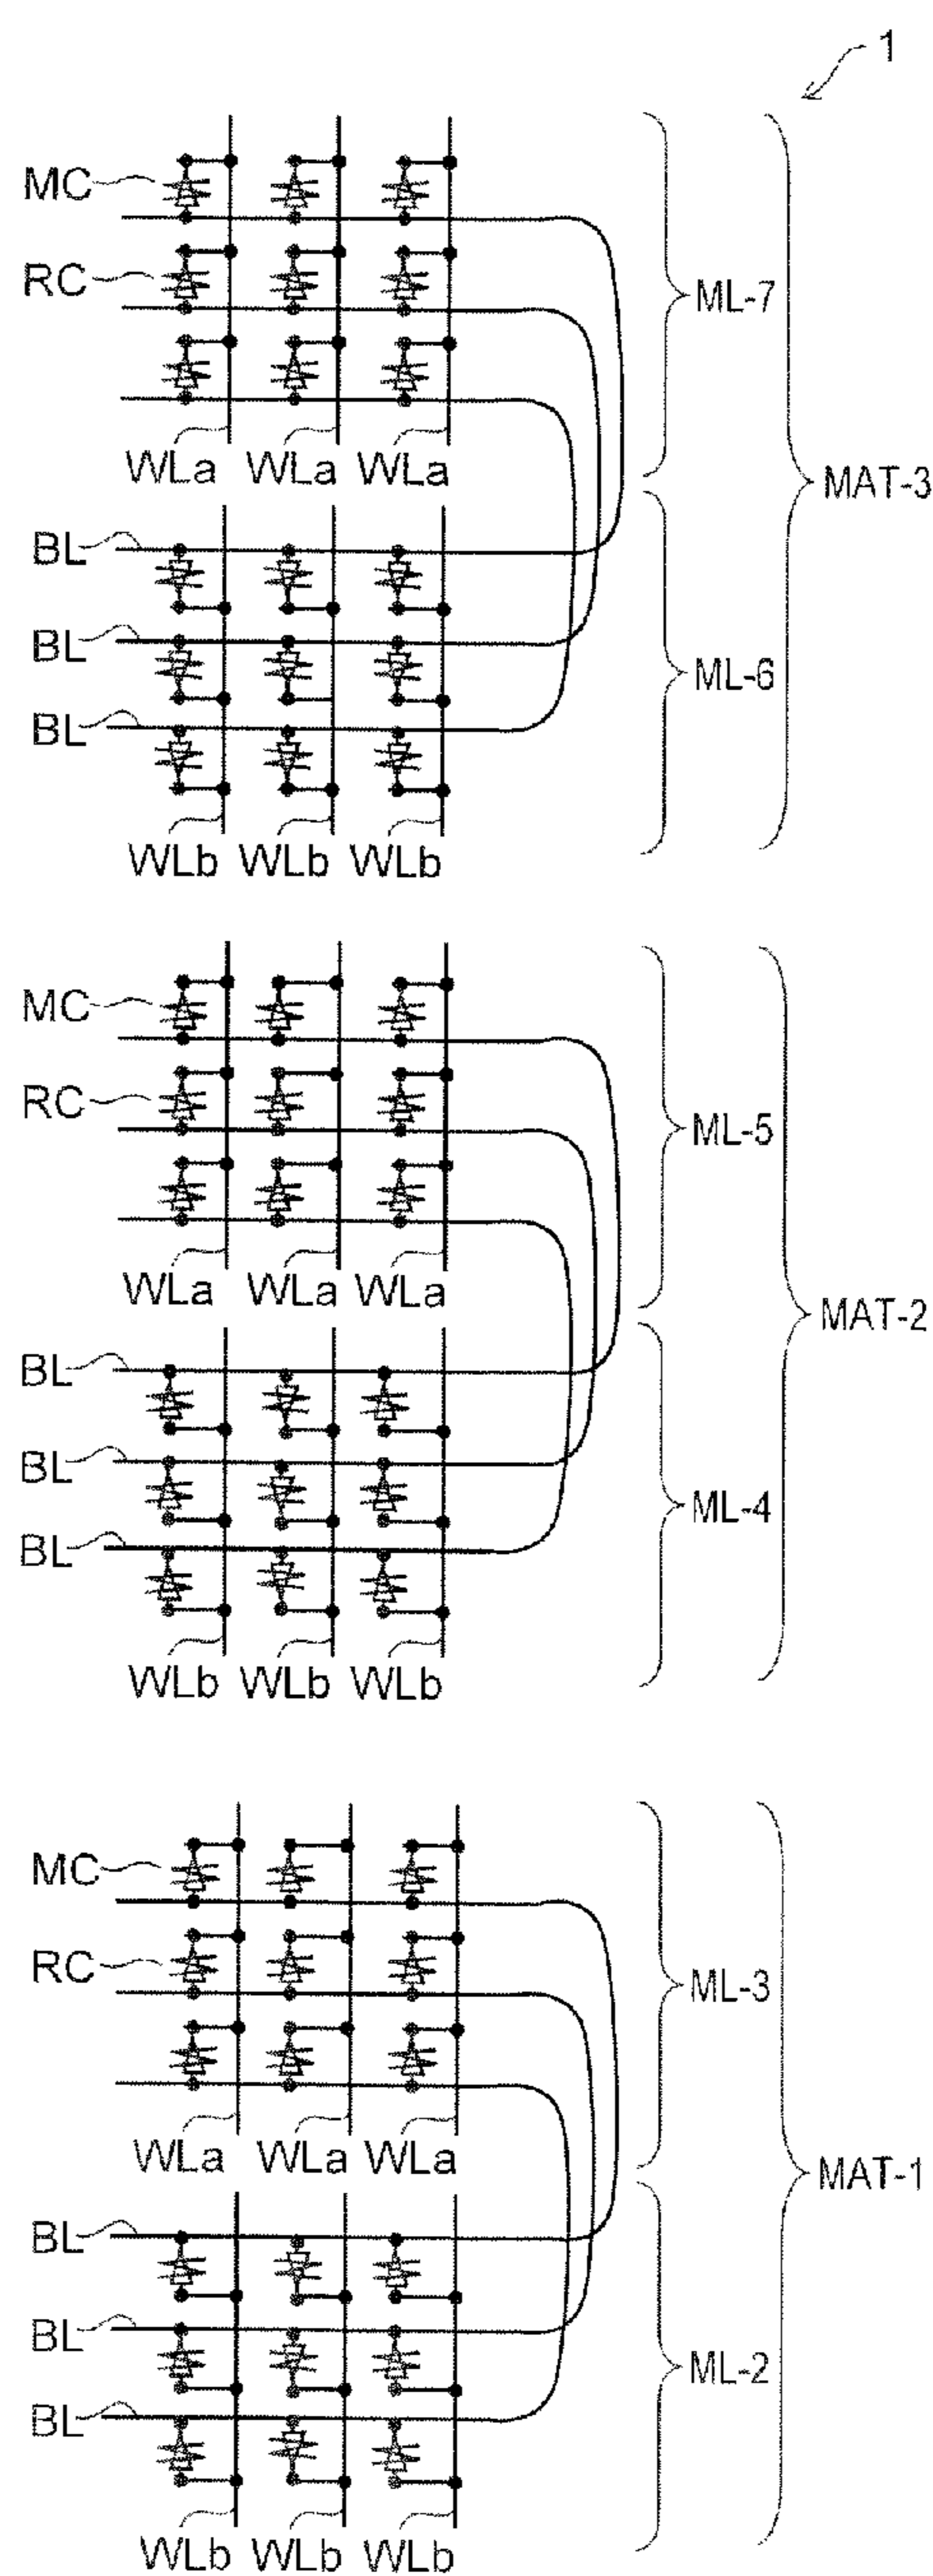 1
MC
RC
ML-7
WLa WLa WLa
MAT-3
BL
BL
ML-6
BL
WLb WLb WLb
MC
RC
ML-5
WLa WLa WLa
MAT-2
BL
BL
ML-4
BL
WLb WLb WLb
MC
RC
ML-3
WLa WLa WLa
MAT-1
BL
BL
ML-2
BL
WLb WLb WLb